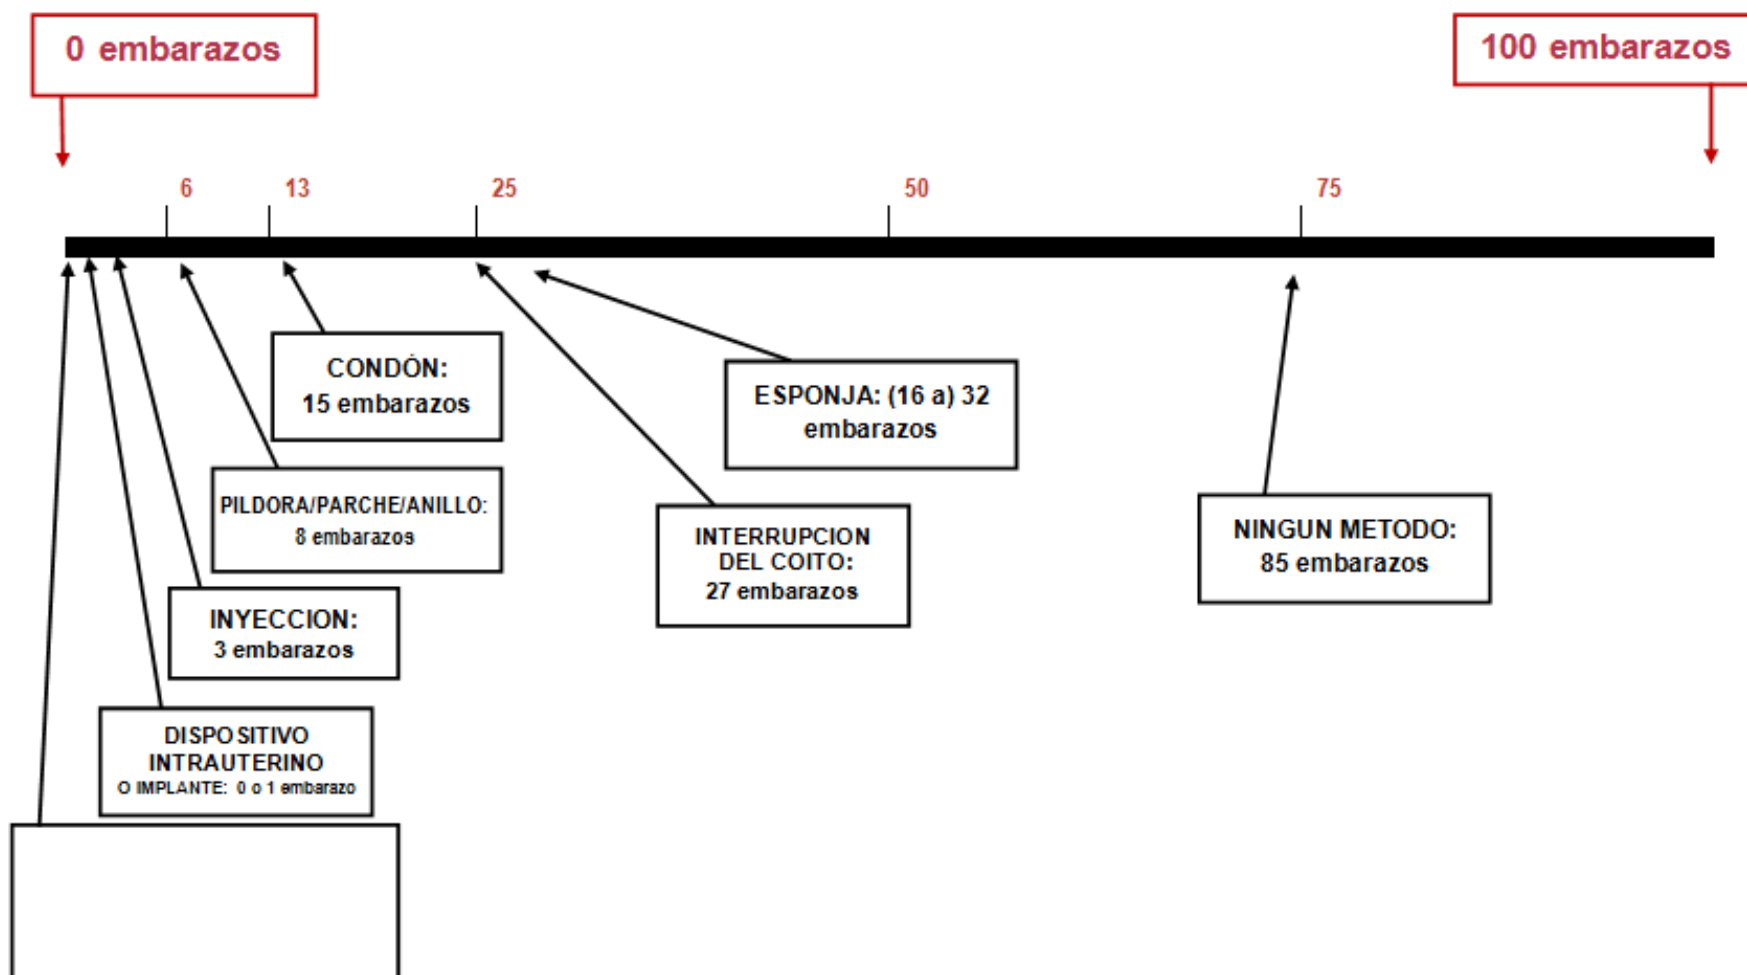 0 embarazos
100 embarazos
6
13
25
50
75
CONDÓN:
15 embarazos
ESPONJA: (16 a) 32
embarazos
PILDORA/PARCHE/ANILLO:
8 embarazos
INTERRUPCION
DEL COITO:
27 embarazos
NINGUN METODO:
85 embarazos
INYECCION:
3 embarazos
DISPOSITIVO
INTRAUTERINO
O IMPLANTE: 0 o 1 embarazo